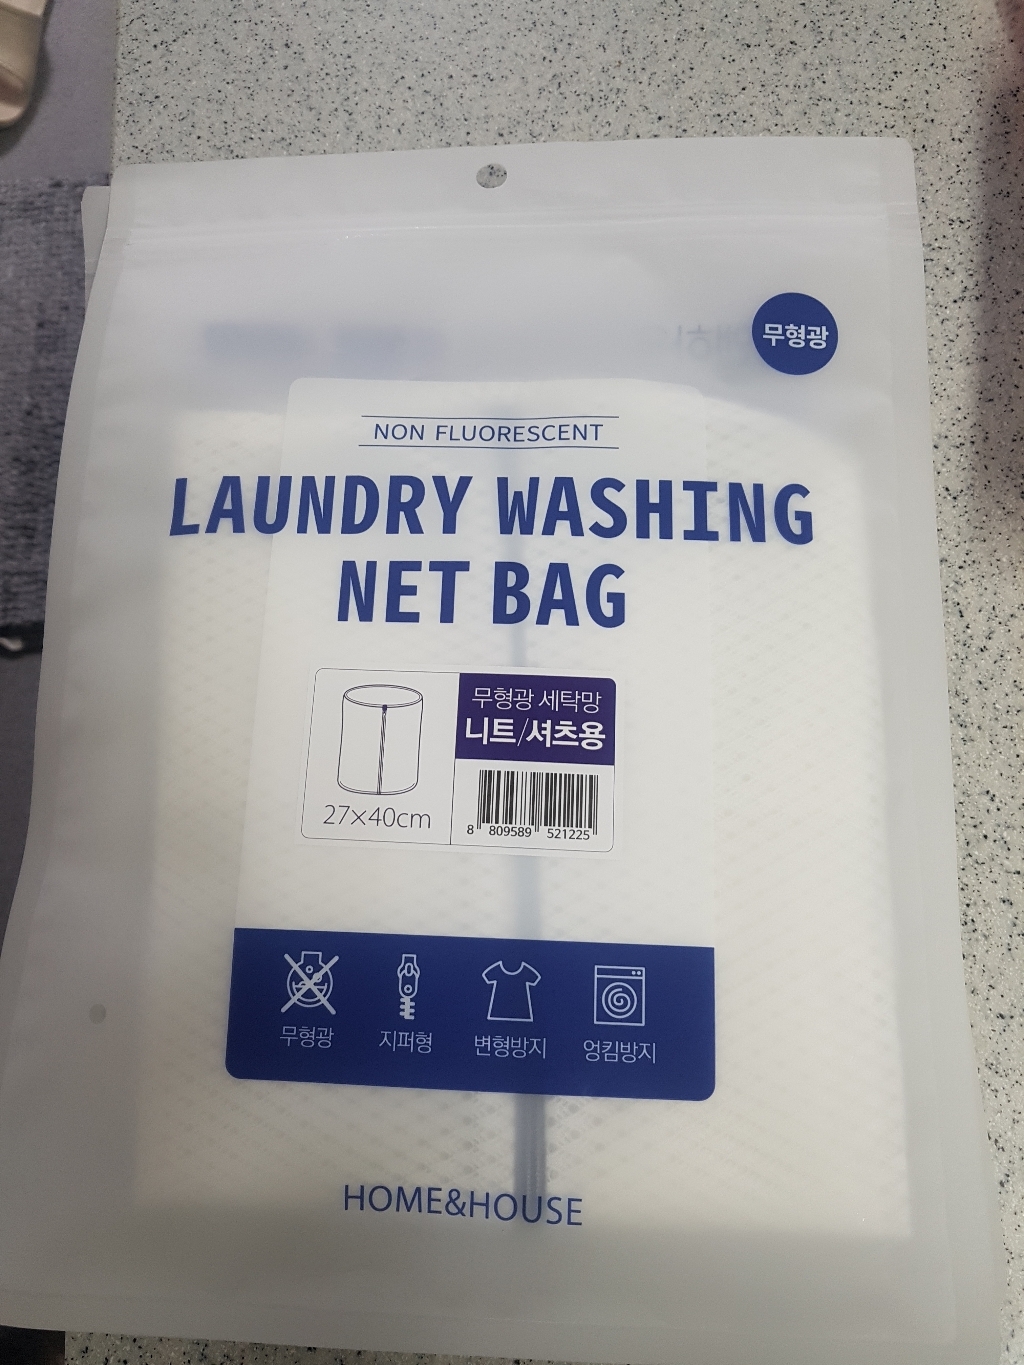 무형광
NON FLUORESCENT
LAUNDRY WASHING
NET BAG
무형광 세탁망
니트/셔츠용
27×40cm
8 809589 521225
무형광 지퍼형 변형방지 엉킴방지
HOME&HOUSE